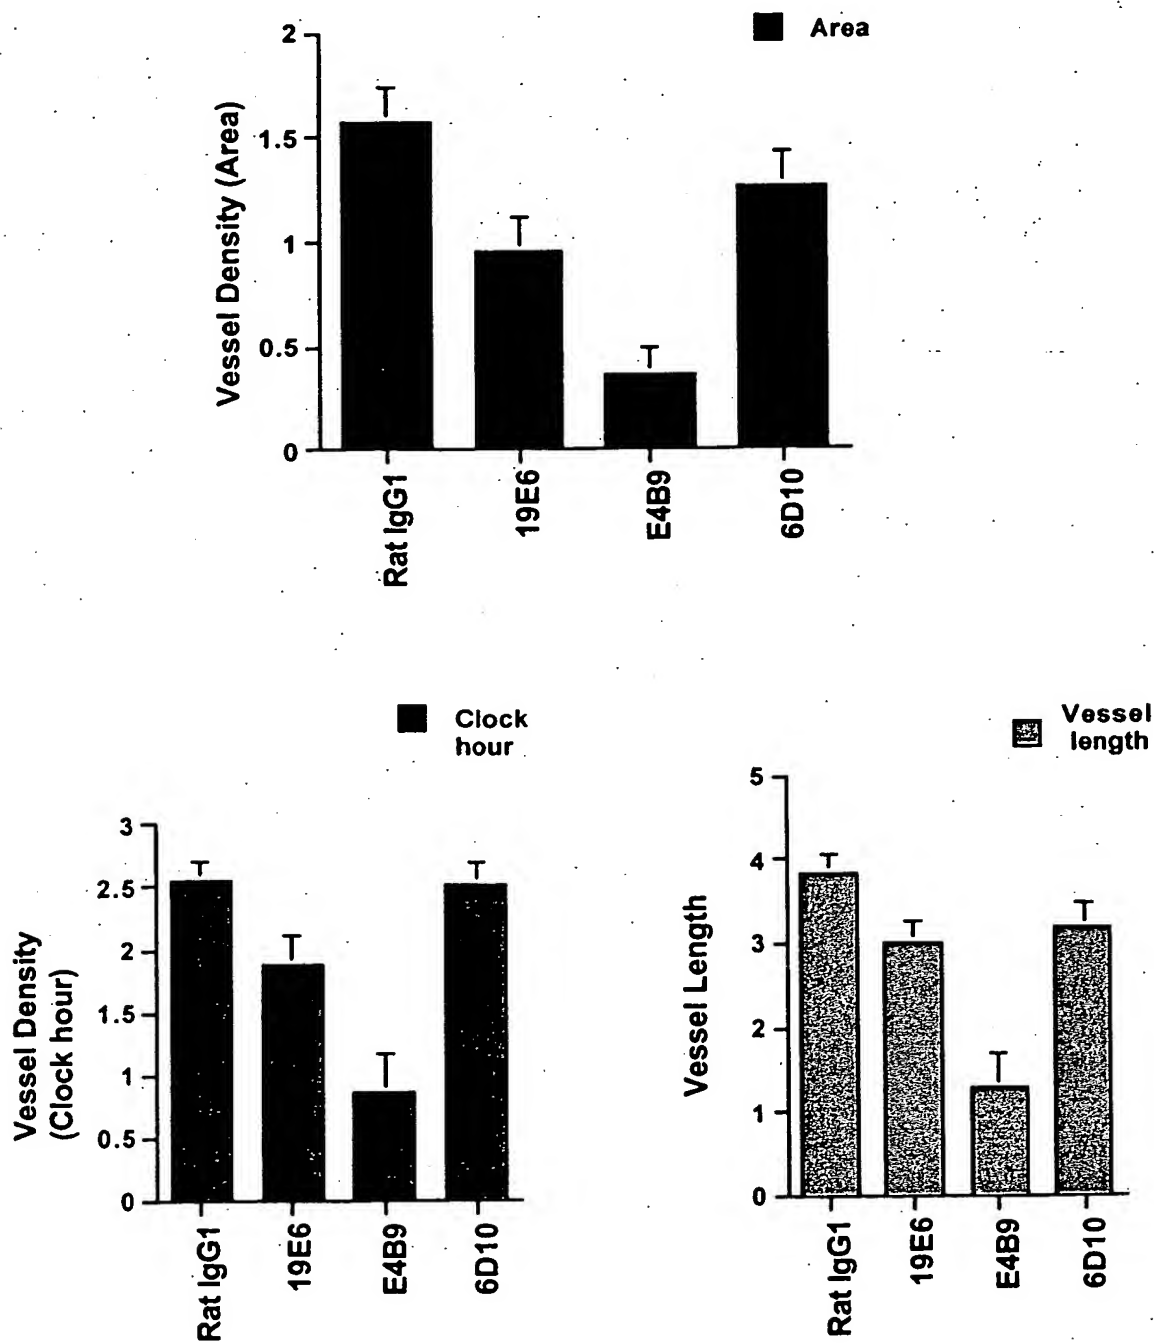 Area
Vessel Density (Area)
2
1.5
1
0.5
0
Rat IgG1
19E6
E4B9
6D10
Clock
hour
Vessel Density
(Clock hour)
3
2.5
2
1.5
1
0.5
0
Rat IgG1
19E6
E4B9
6D10
Vessel
length
Vessel Length
5
4
3
2
1
0
Rat IgG1
19E6
E4B9
6D10